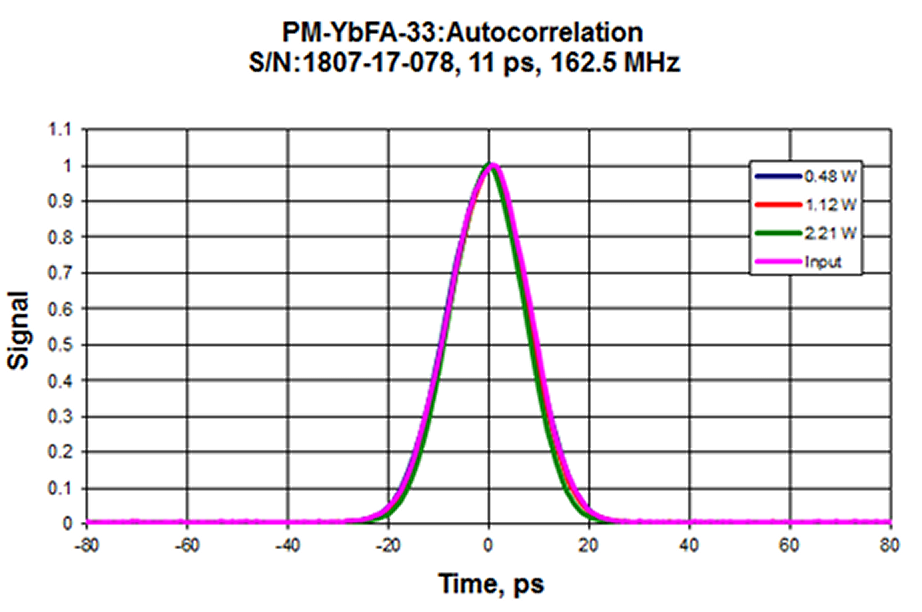 PM-YbFA-33:Autocorrelation
S/N:1807-17-078, 11 ps, 162.5 MHz
1.1
1
0.9
0.8
0.7
0.6
0.5
0.4
0.3
0.2
0.1
0
Signal
0.48 W
1.12 W
2.21 W
Input
-80
-60
-40
-20
0
20
40
60
80
Time, ps